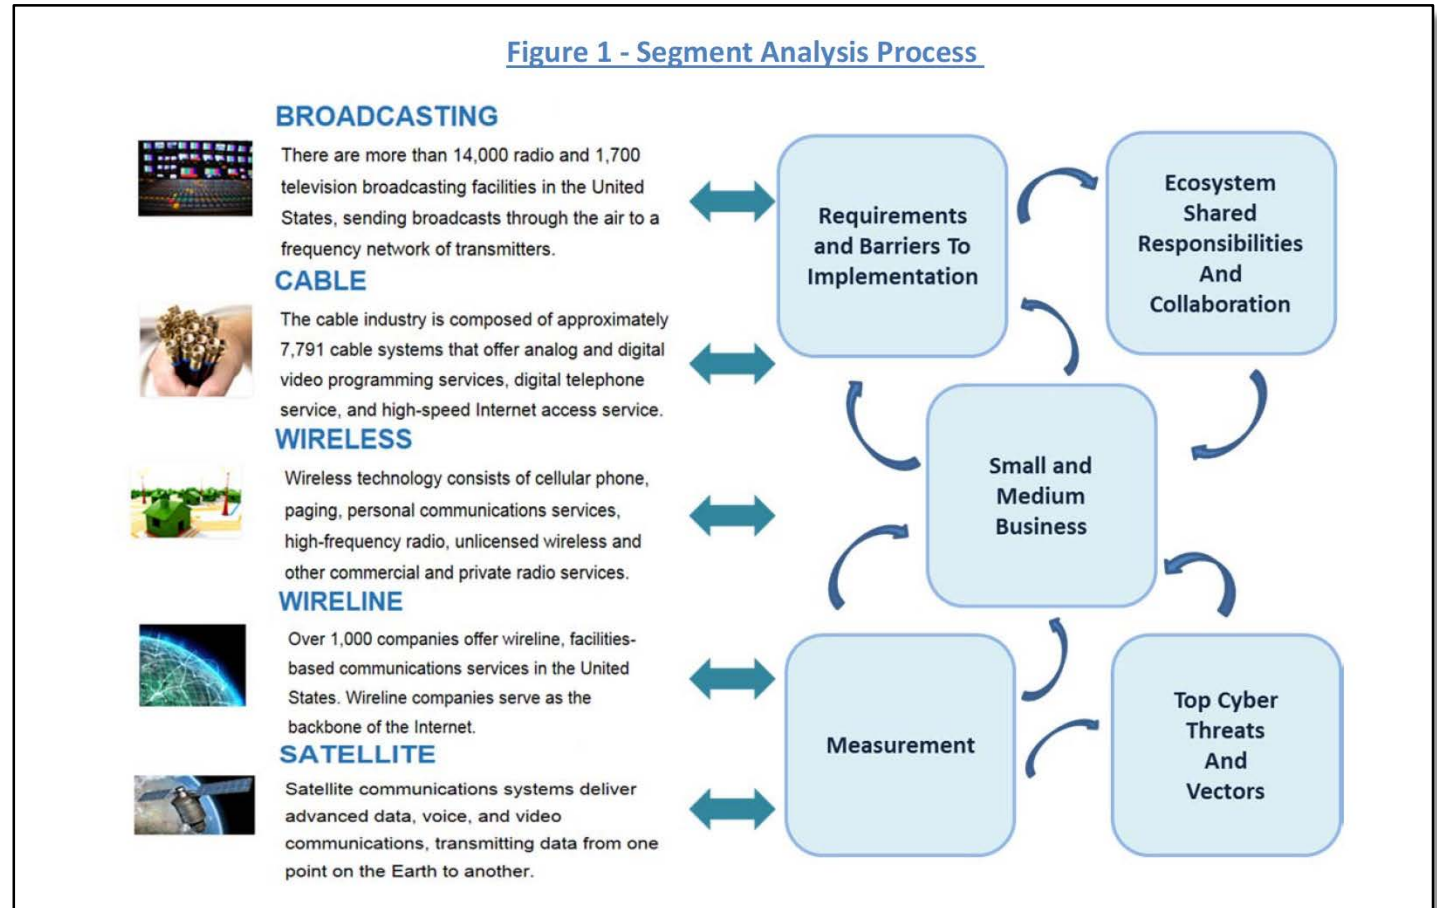 Figure 1 - Segment Analysis Process
BROADCASTING
There are more than 14,000 radio and 1,700
television broadcasting facilities in the United
States, sending broadcasts through the air to a
frequency network of transmitters.
CABLE
The cable industry is composed of approximately
7,791 cable systems that offer analog and digital
video programming services, digital telephone
service, and high-speed Internet access service.
WIRELESS
Wireless technology consists of cellular phone,
paging, personal communications services,
high-frequency radio, unlicensed wireless and
other commercial and private radio services.
WIRELINE
Over 1,000 companies offer wireline, facilities-
based communications services in the United
States. Wireline companies serve as the
backbone of the Internet.
SATELLITE
Satellite communications systems deliver
advanced data, voice, and video
communications, transmitting data from one
point on the Earth to another.
Requirements
and Barriers To
Implementation
Ecosystem
Shared
Responsibilities
And
Collaboration
Small and
Medium
Business
Measurement
Top Cyber
Threats
And
Vectors